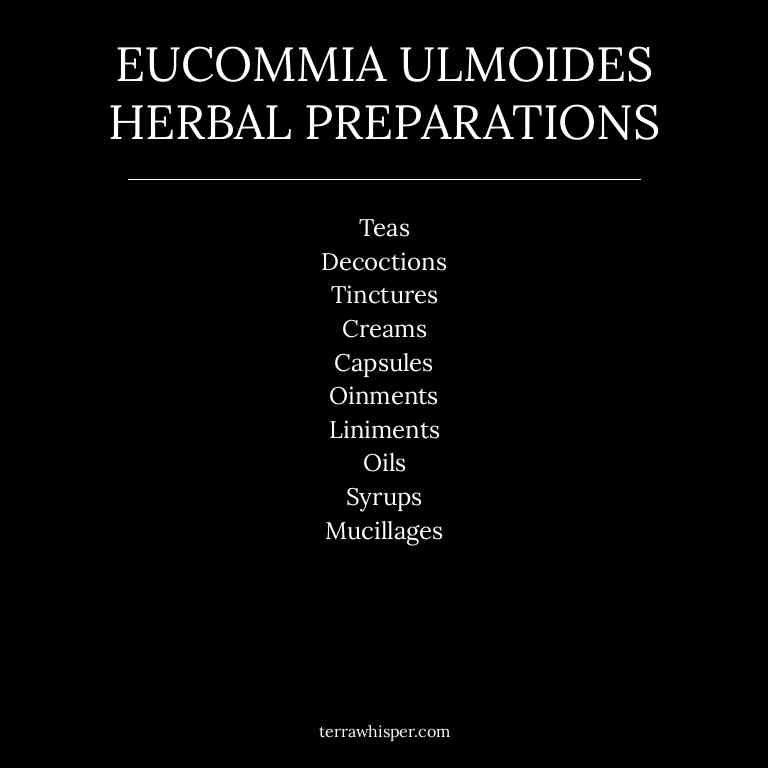 EUCOMMIA ULMOIDES
HERBAL PREPARATIONS
Teas
Decoctions
Tinctures
Creams
Capsules
Oinments
Liniments
Oils
Syrups
Mucillages
terrawhisper.com